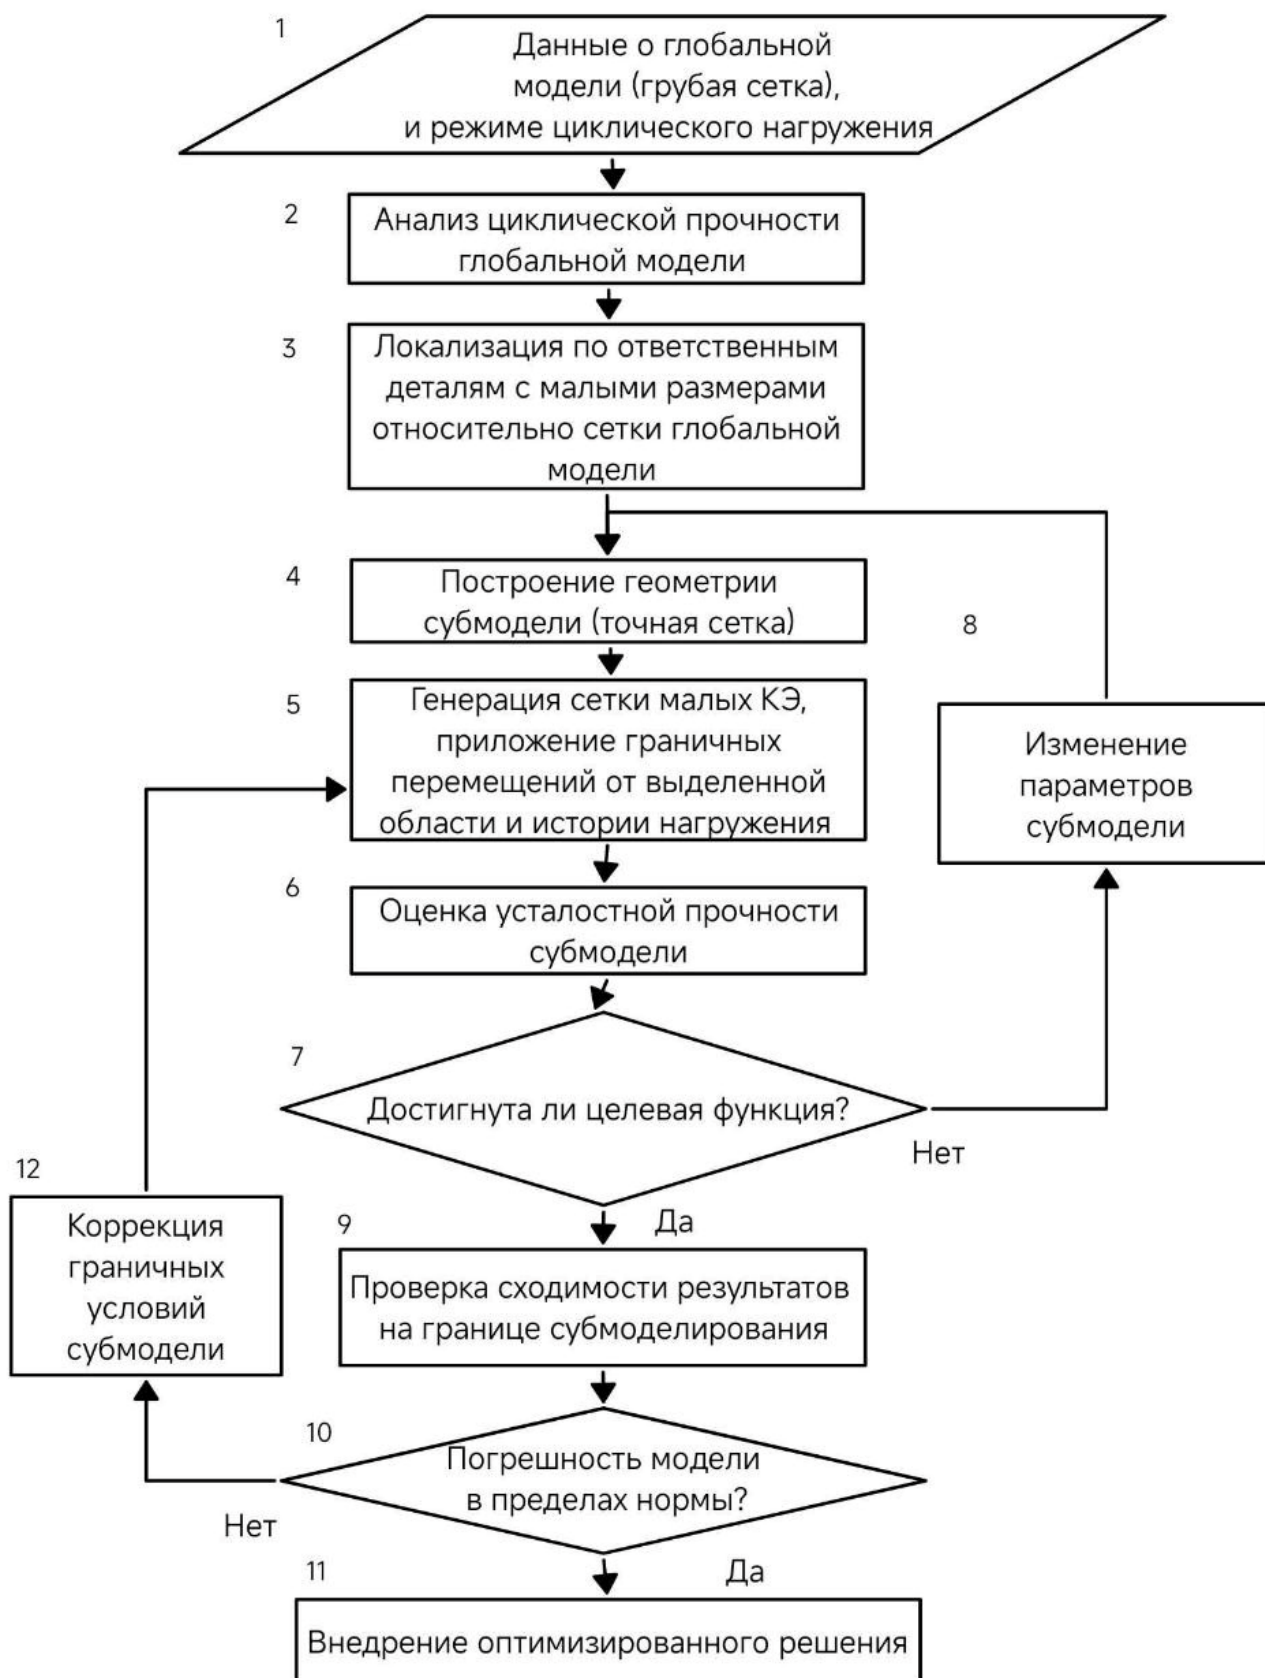 1
Данные о глобальной
модели (грубая сетка),
и режиме циклического нагружения
2
Анализ циклической прочности
глобальной модели
3
Локализация по ответственным
деталям с малыми размерами
относительно сетки глобальной
модели
4
Построение геометрии
субмодели (точная сетка)
5
Генерация сетки малых КЭ,
приложение граничных
перемещений от выделенной
области и истории нагружения
6
Оценка усталостной прочности
субмодели
7
Достигнута ли целевая функция?
Нет
8
Изменение
параметров
субмодели
Да
9
Проверка сходимости результатов
на границе субмоделирования
10
Погрешность модели
в пределах нормы?
Нет
12
Коррекция
граничных
условий
субмодели
Да
11
Внедрение оптимизированного решения